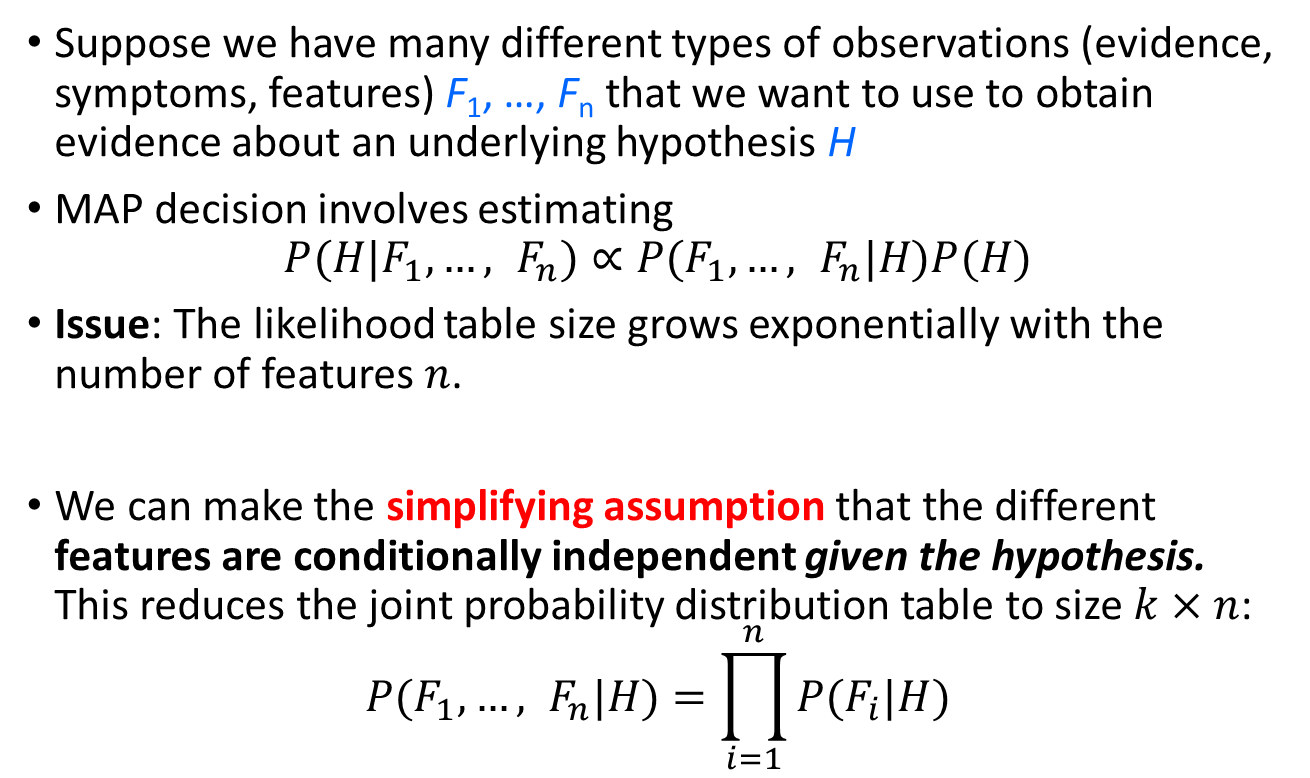 • Suppose we have many different types of observations (evidence,
symptoms, features) F₁, …, Fₙ that we want to use to obtain
evidence about an underlying hypothesis H
• MAP decision involves estimating
P(H|F₁, … , Fₙ) ∝ P(F₁, … , Fₙ|H)P(H)
• Issue: The likelihood table size grows exponentially with the
number of features n.
• We can make the simplifying assumption that the different
features are conditionally independent given the hypothesis.
This reduces the joint probability distribution table to size k × n:
P(F₁, … , Fₙ|H) = ∏ᵢ₌₁ⁿ P(Fᵢ|H)